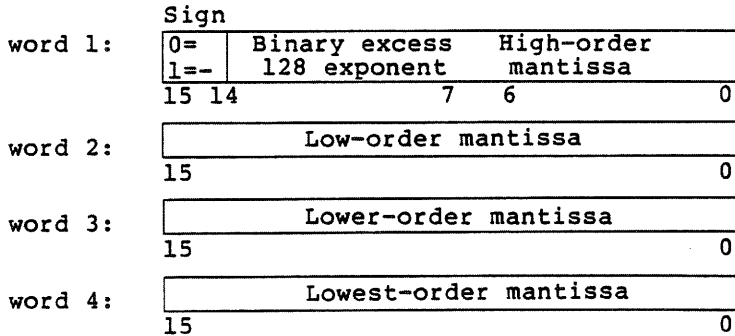 Sign
word 1: 0= Binary excess High-order
1=- 128 exponent mantissa
15 14 7 6 0
word 2: Low-order mantissa
15 0
word 3: Lower-order mantissa
15 0
word 4: Lowest-order mantissa
15 0